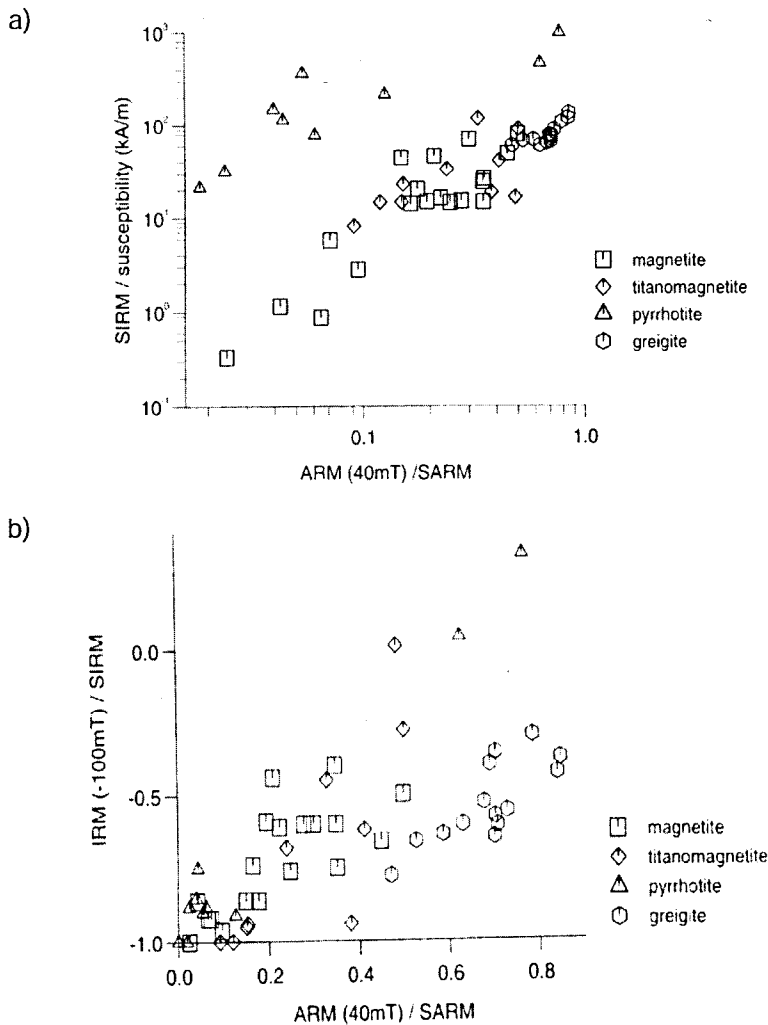 a)
10³
10²
10¹
10⁰
10⁻¹
SIRM / susceptibility (kA/m)
0.1
1.0
ARM (40mT) /SARM
magnetite
titanomagnetite
pyrrhotite
greigite
b)
0.0
-0.5
-1.0
IRM (-100mT) / SIRM
0.0
0.2
0.4
0.6
0.8
ARM (40mT) / SARM
magnetite
titanomagnetite
pyrrhotite
greigite